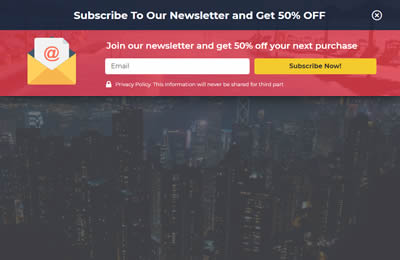 Subscribe To Our Newsletter and Get 50% OFF
@
Join our newsletter and get 50% off your next purchase
Email
Subscribe Now!
Privacy Policy. This Information will never be shared for third part